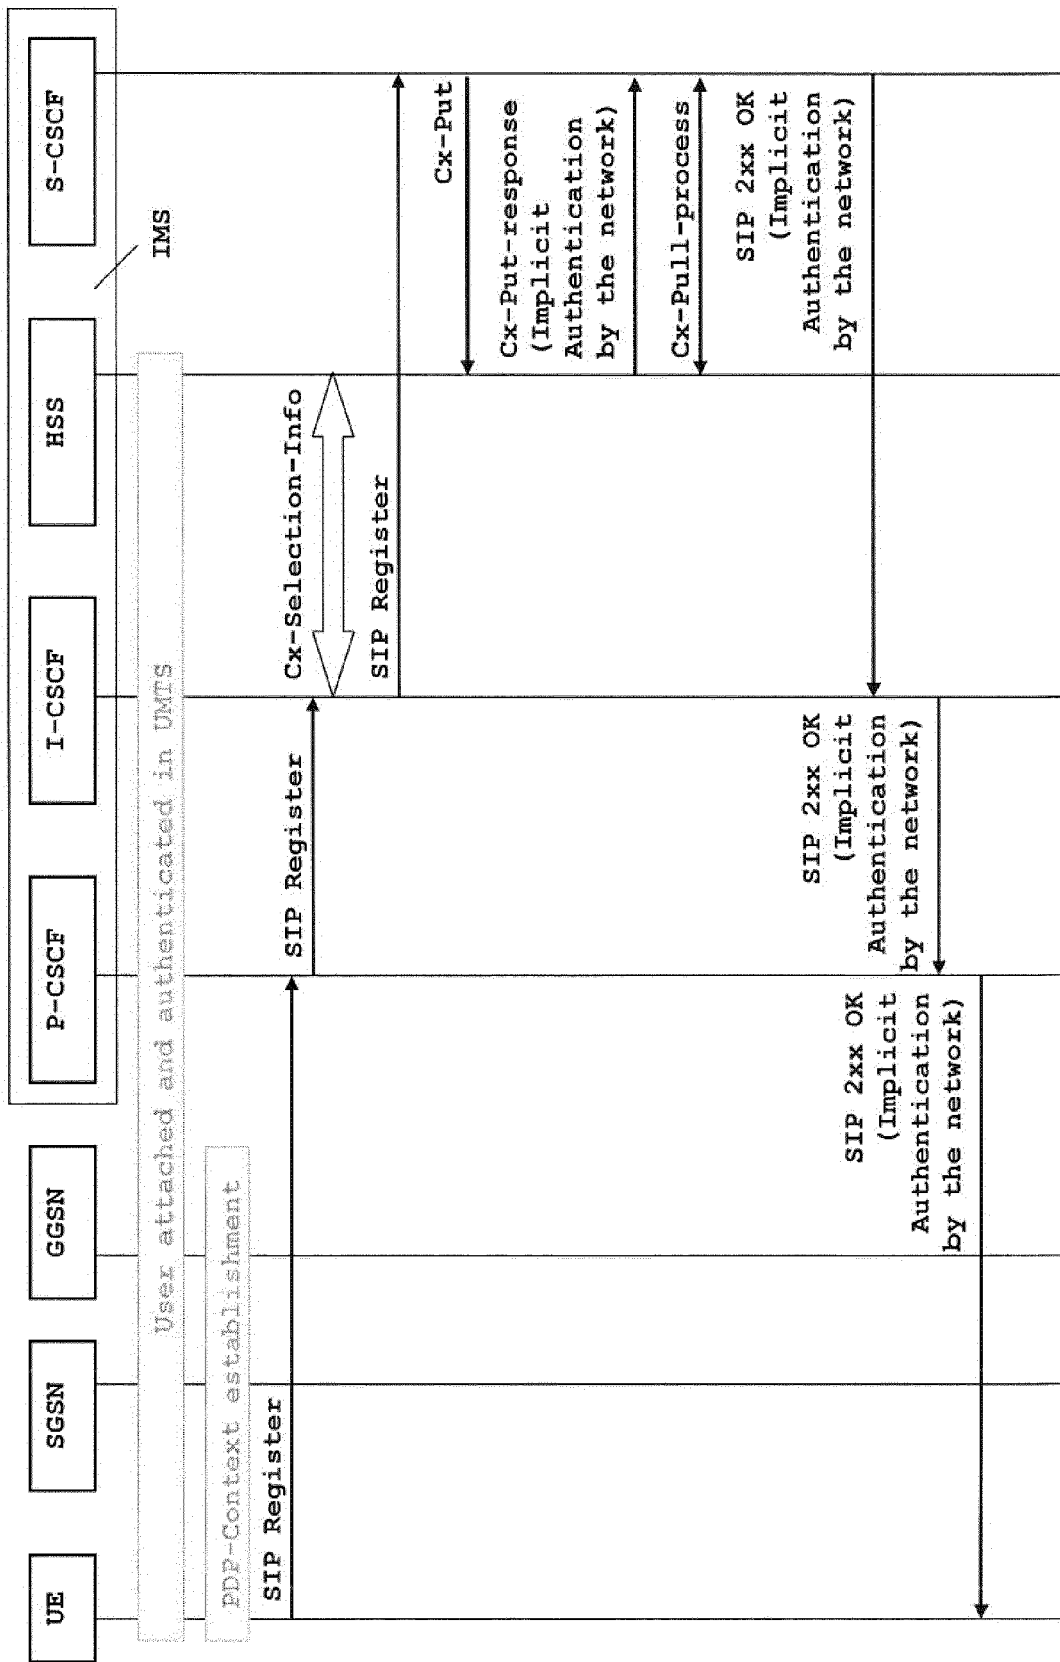 UE
SGSN
GGSN
P-CSCF
I-CSCF
HSS
S-CSCF
IMS
User attached and authenticated in UMTS
PDP-Context establishment
SIP Register
SIP Register
Cx-Selection-Info
SIP Register
Cx-Put
Cx-Put-response
(Implicit
Authentication
by the network)
Cx-Pull-process
SIP 2xx OK
(Implicit
Authentication
by the network)
SIP 2xx OK
(Implicit
Authentication
by the network)
SIP 2xx OK
(Implicit
Authentication
by the network)